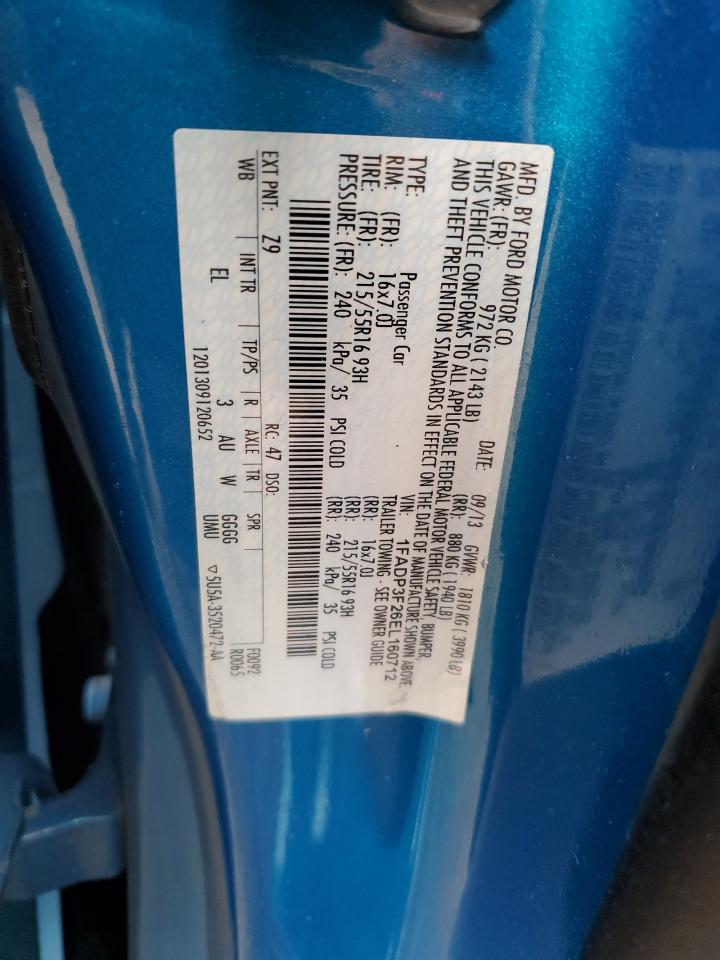 MFD. BY FORD MOTOR CO.
DATE: 09/13 GVWR: 1810 KG ( 3990 LB)
GAWR: (FR): 972 KG ( 2143 LB) (RR): 880 KG ( 1940 LB)
THIS VEHICLE CONFORMS TO ALL APPLICABLE FEDERAL MOTOR VEHICLE SAFETY, BUMPER,
AND THEFT PREVENTION STANDARDS IN EFFECT ON THE DATE OF MANUFACTURE SHOWN ABOVE.
VIN: 1FADP3F26EL160712
TYPE: Passenger Car TRAILER TOWING - SEE OWNER GUIDE
RIM: (FR): 16x7.0J (RR): 16x7.0J
TIRE: (FR): 215/55R16 93H (RR): 215/55R16 93H
PRESSURE: (FR): 240 kPa/ 35 PSI COLD (RR): 240 kPa/ 35 PSI COLD
EXT PNT: Z9 RC: 47 DSO: F0092
WB INT TR TP/PS R AXLE TR SPR R0065
EL 3 AU W GGGG
1201309120652 UMU ▽5U5A-3520472-AA